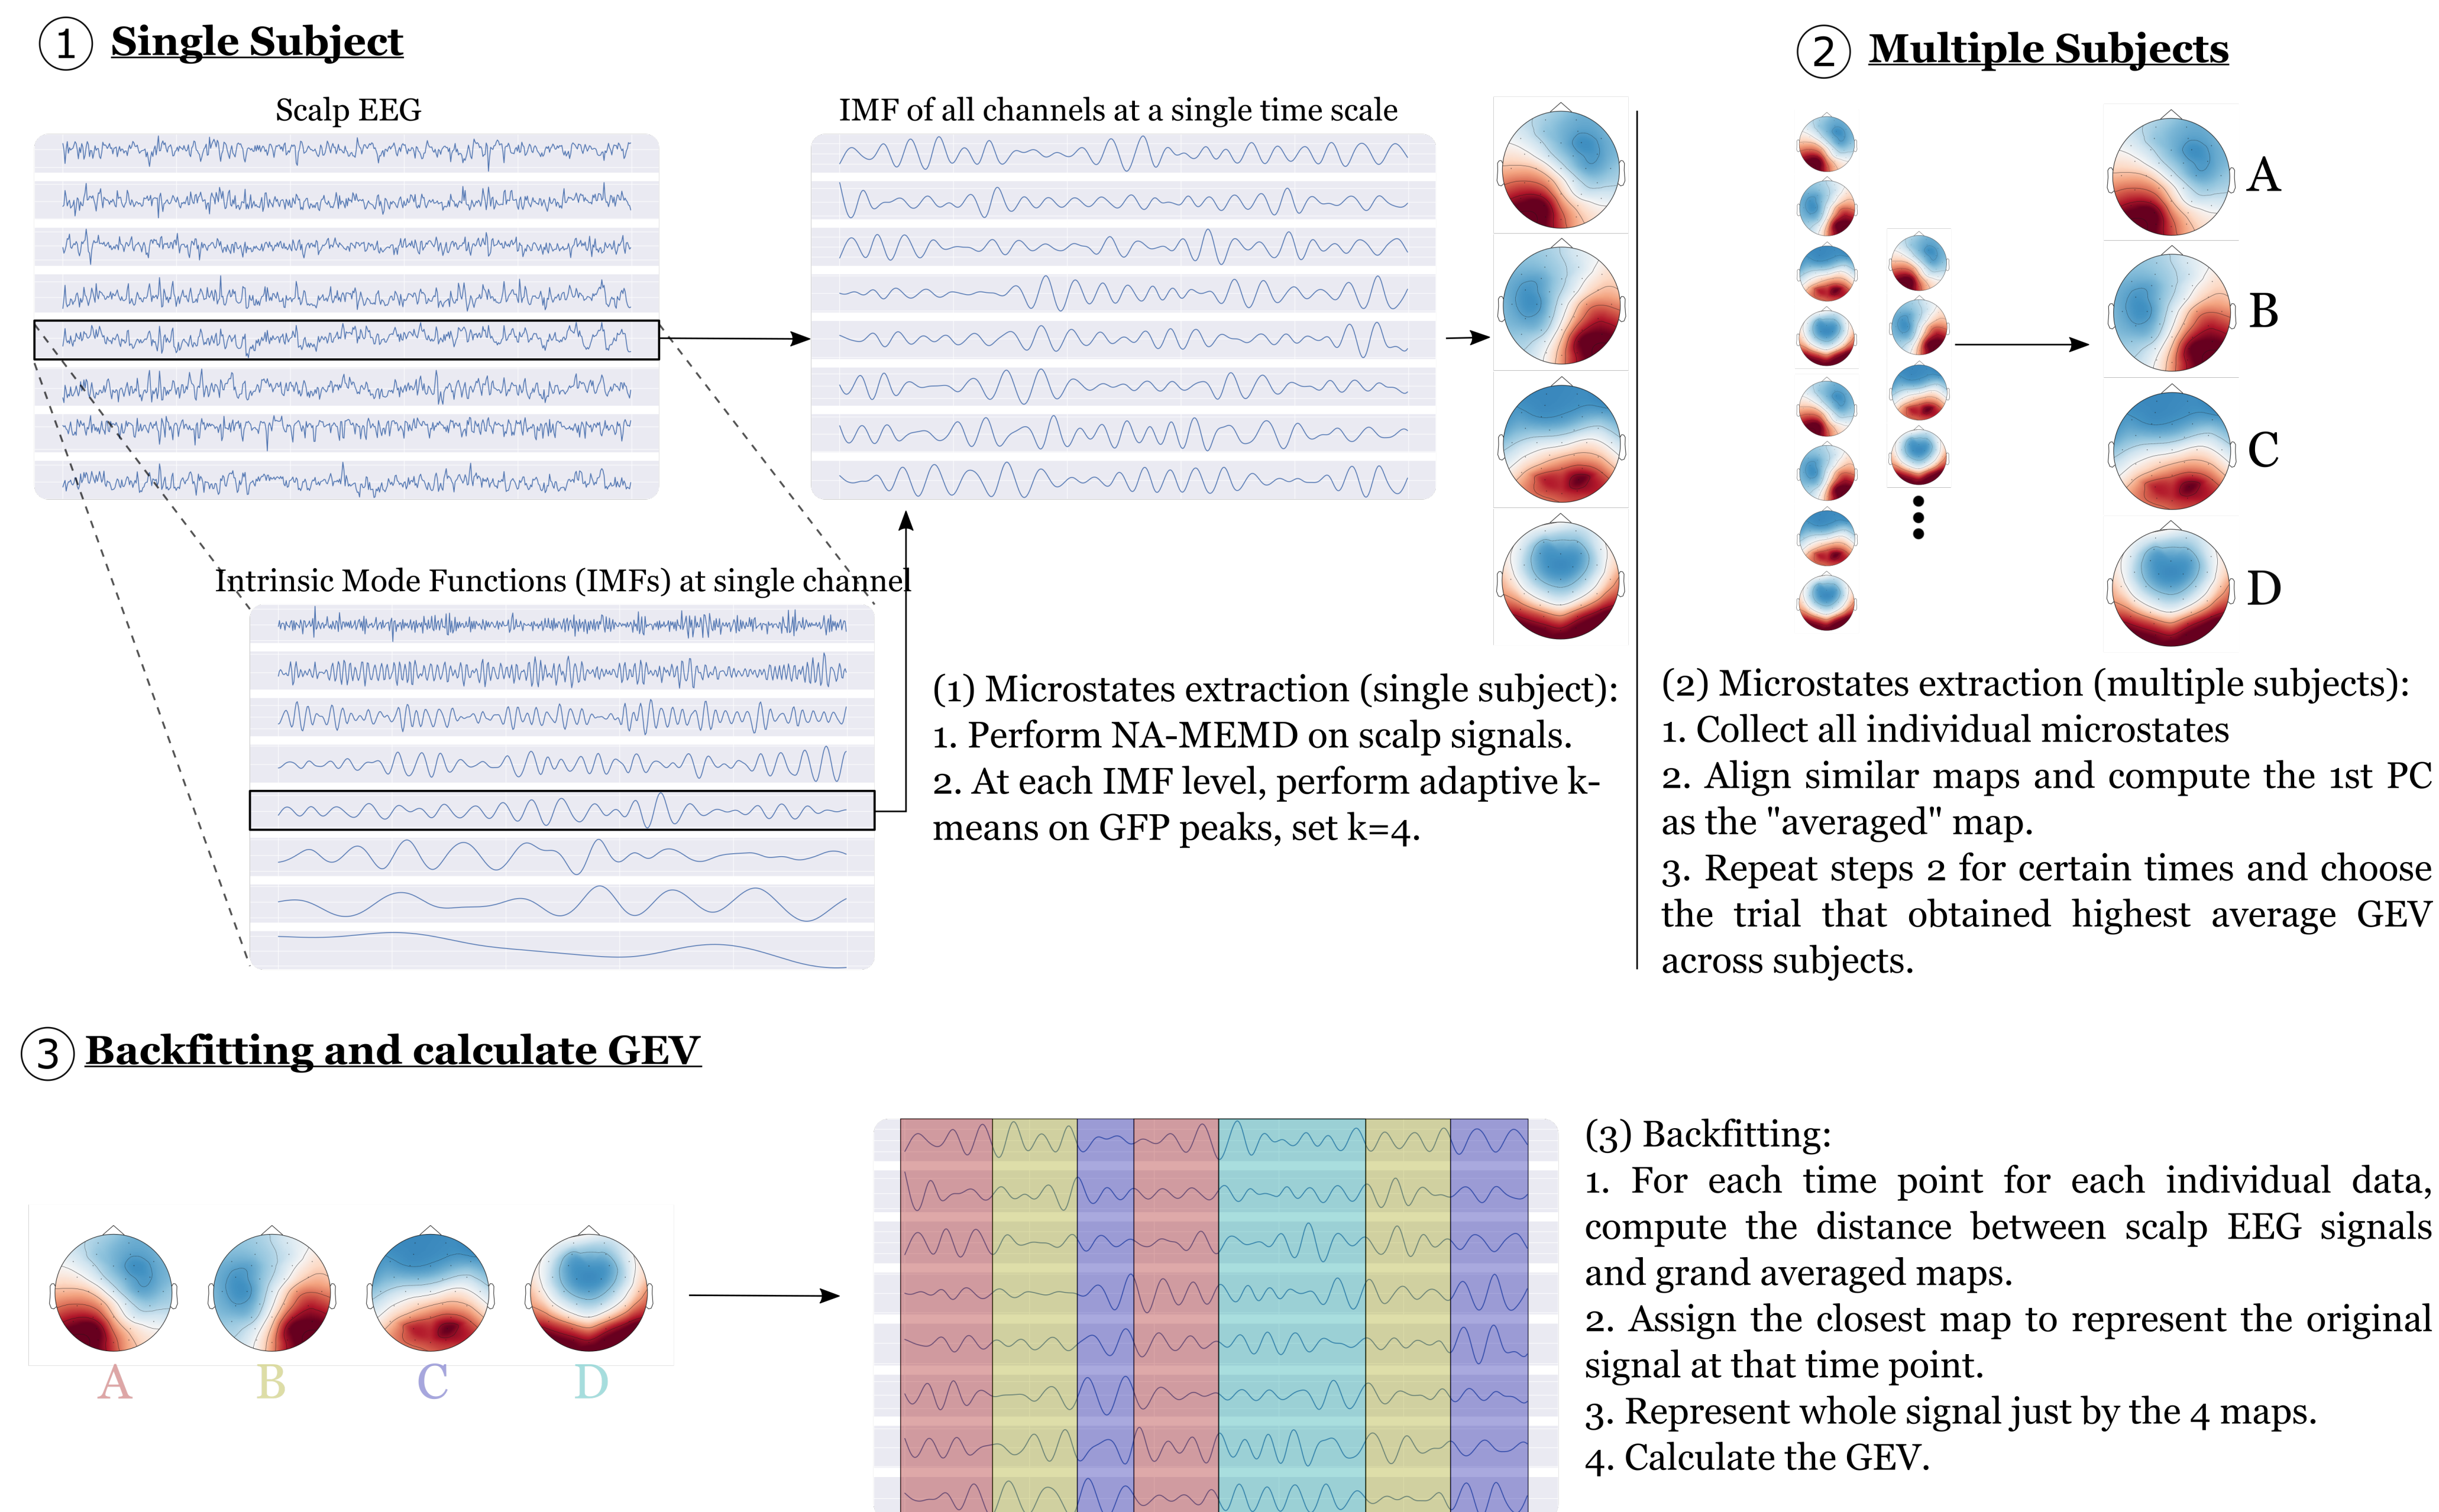 1 Single Subject
Scalp EEG
IMF of all channels at a single time scale
Intrinsic Mode Functions (IMFs) at single channel
(1) Microstates extraction (single subject):
1. Perform NA-MEMD on scalp signals.
2. At each IMF level, perform adaptive k-
means on GFP peaks, set k=4.
2 Multiple Subjects
A
B
C
D
(2) Microstates extraction (multiple subjects):
1. Collect all individual microstates
2. Align similar maps and compute the 1st PC
as the "averaged" map.
3. Repeat steps 2 for certain times and choose
the trial that obtained highest average GEV
across subjects.
3 Backfitting and calculate GEV
A B C D
(3) Backfitting:
1. For each time point for each individual data,
compute the distance between scalp EEG signals
and grand averaged maps.
2. Assign the closest map to represent the original
signal at that time point.
3. Represent whole signal just by the 4 maps.
4. Calculate the GEV.